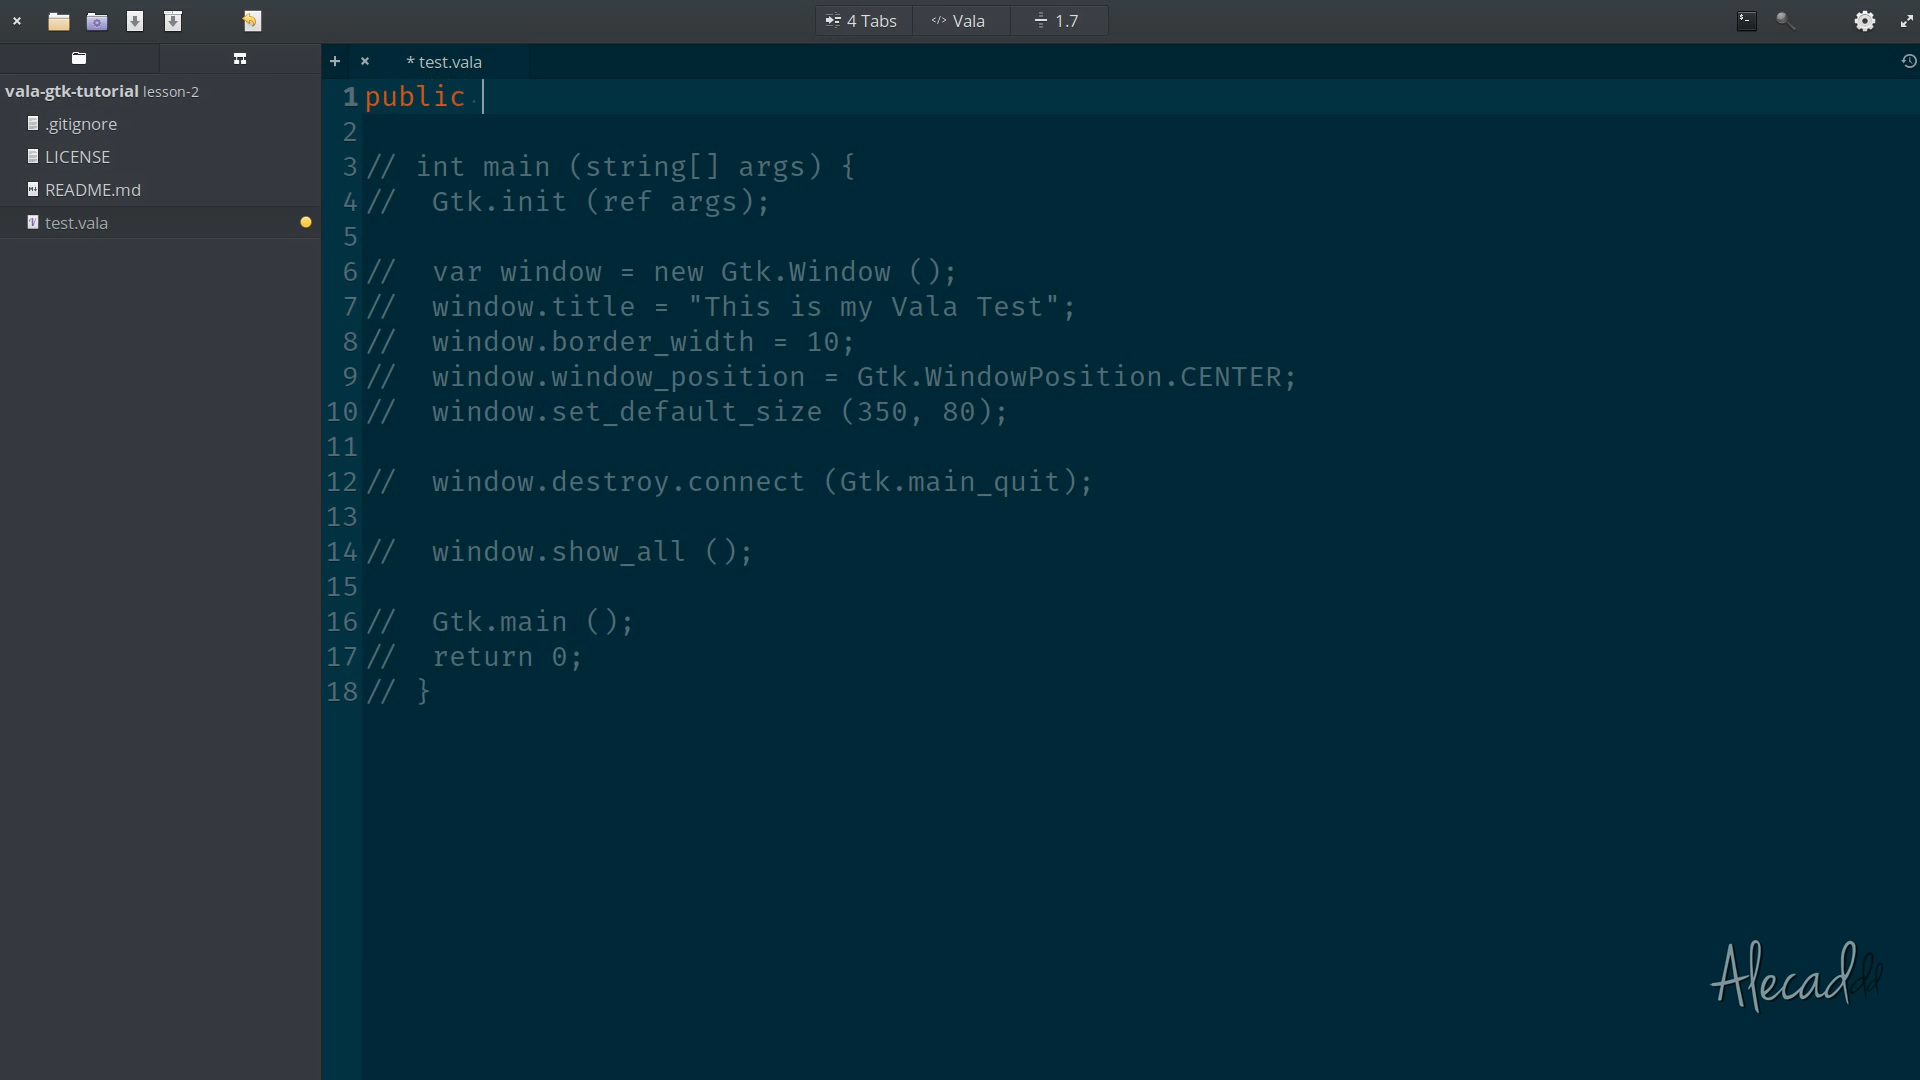 4 Tabs
Vala
1.7
vala-gtk-tutorial lesson-2
.gitignore
LICENSE
README.md
test.vala
* test.vala
1 public
2
3 // int main (string[] args) {
4 //  Gtk.init (ref args);
5
6 //  var window = new Gtk.Window ();
7 //  window.title = "This is my Vala Test";
8 //  window.border_width = 10;
9 //  window.window_position = Gtk.WindowPosition.CENTER;
10 //  window.set_default_size (350, 80);
11
12 //  window.destroy.connect (Gtk.main_quit);
13
14 //  window.show_all ();
15
16 //  Gtk.main ();
17 //  return 0;
18 // }
Alecaddd